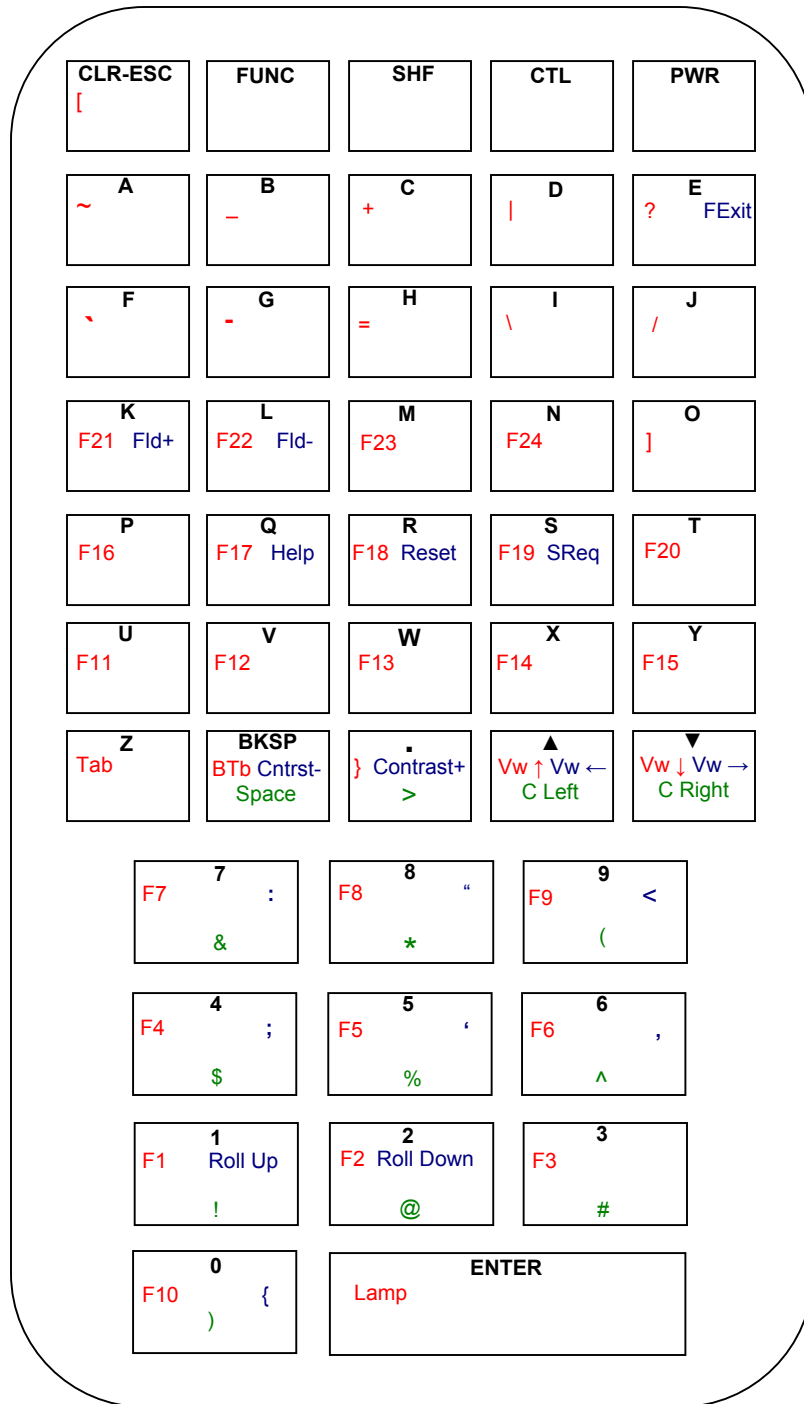 CLR-ESC FUNC SHF CTL PWR
[
A B C D E
~ _ + | ? FExit
F G H I J
` - = \ /
K L M N O
F21 Fld+ F22 Fld- F23 F24 ]
P Q R S T
F16 F17 Help F18 Reset F19 SReq F20
U V W X Y
F11 F12 F13 F14 F15
Z BKSP . ▲ ▼
Tab BTb Cntrst- } Contrast+ Vw ↑ Vw ← Vw ↓ Vw →
Space > C Left C Right
7 8 9
F7 : F8 “ F9 <
& * (
4 5 6
F4 ; F5 ‘ F6 ,
$ % ^
1 2 3
F1 Roll Up F2 Roll Down F3
! @ #
0 ENTER
F10 { Lamp
)